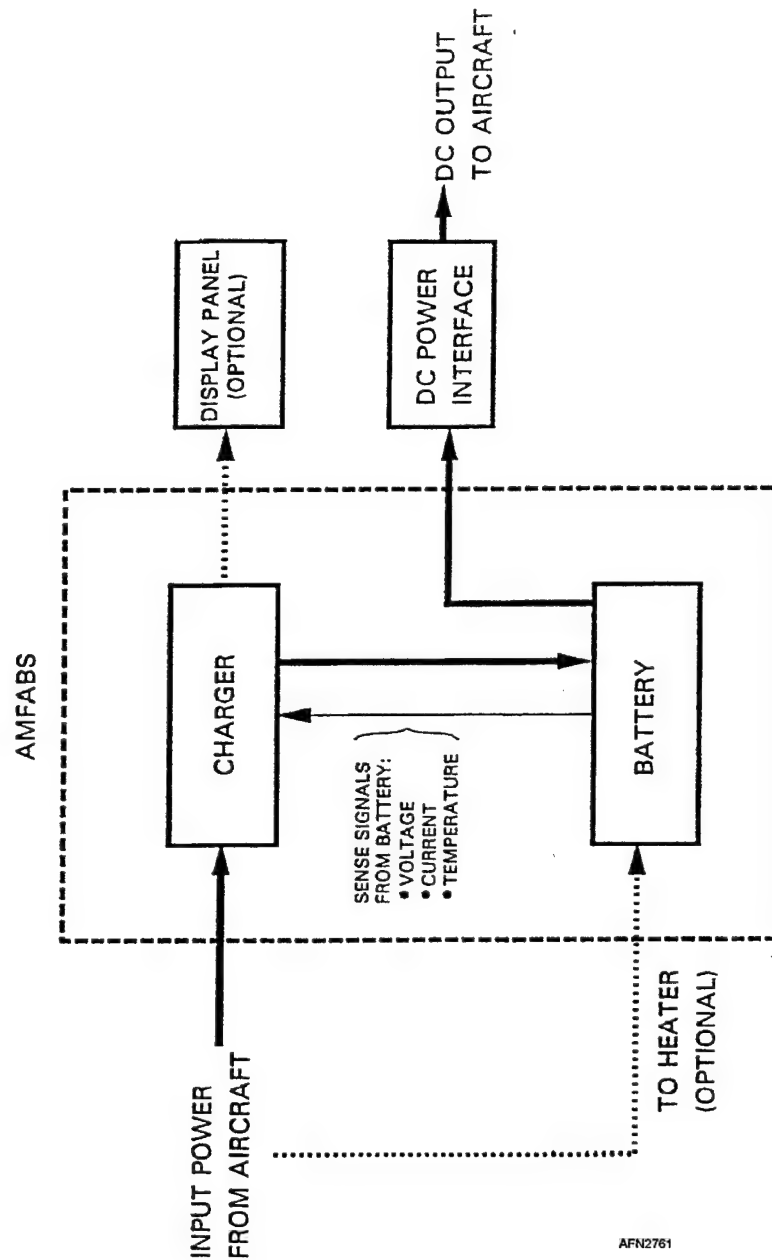 AMFABS
INPUT POWER
FROM AIRCRAFT
CHARGER
DISPLAY PANEL
(OPTIONAL)
SENSE SIGNALS
FROM BATTERY:
• VOLTAGE
• CURRENT
• TEMPERATURE
TO HEATER
(OPTIONAL)
BATTERY
DC POWER
INTERFACE
DC OUTPUT
TO AIRCRAFT
AFN2761